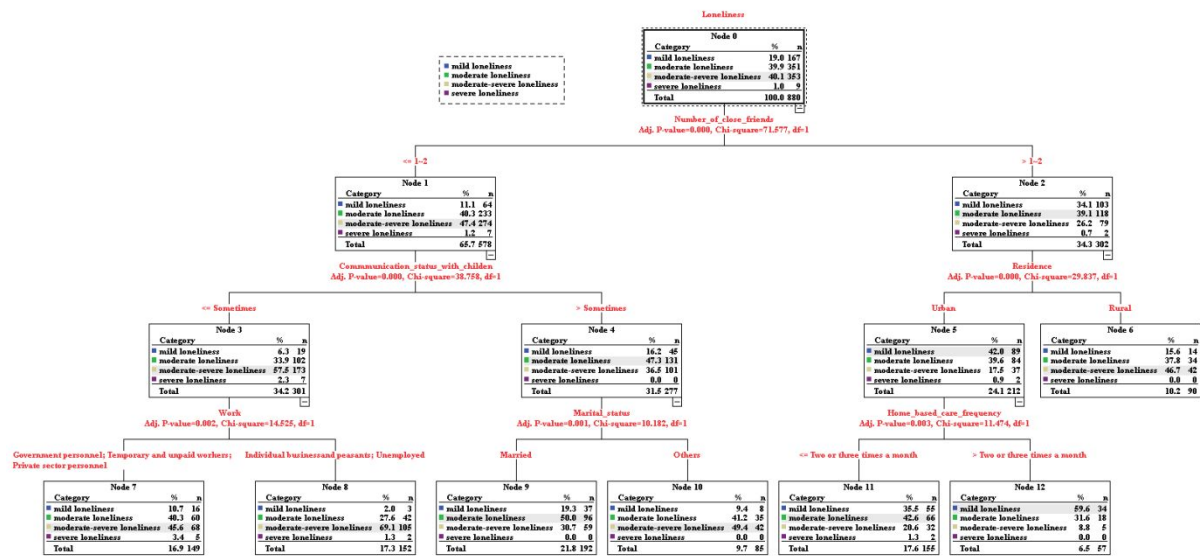 Loneliness
mild loneliness
moderate loneliness
moderate-severe loneliness
severe loneliness
Node 0
Category % n
mild loneliness 19.0 167
moderate loneliness 39.9 351
moderate-severe loneliness 40.1 353
severe loneliness 1.0 9
Total 100.0 880
Number_of_close_friends
Adj. P-value=0.000, Chi-square=71.577, df=1
<= 1~2
> 1~2
Node 1
Category % n
mild loneliness 11.1 64
moderate loneliness 40.3 233
moderate-severe loneliness 47.4 274
severe loneliness 1.2 7
Total 65.7 578
Node 2
Category % n
mild loneliness 34.1 103
moderate loneliness 39.1 118
moderate-severe loneliness 26.2 79
severe loneliness 0.7 2
Total 34.3 302
Commmunication_status_with_childen
Adj. P-value=0.000, Chi-square=38.758, df=1
Residence
Adj. P-value=0.000, Chi-square=29.837, df=1
<= Sometimes
> Sometimes
Urban
Rural
Node 3
Category % n
mild loneliness 6.3 19
moderate loneliness 33.9 102
moderate-severe loneliness 57.5 173
severe loneliness 2.3 7
Total 34.2 301
Node 4
Category % n
mild loneliness 16.2 45
moderate loneliness 47.3 131
moderate-severe loneliness 36.5 101
severe loneliness 0.0 0
Total 31.5 277
Node 5
Category % n
mild loneliness 42.0 89
moderate loneliness 39.6 84
moderate-severe loneliness 17.5 37
severe loneliness 0.9 2
Total 24.1 212
Node 6
Category % n
mild loneliness 15.6 14
moderate loneliness 37.8 34
moderate-severe loneliness 46.7 42
severe loneliness 0.0 0
Total 10.2 90
Work
Adj. P-value=0.002, Chi-square=14.525, df=1
Marital_status
Adj. P-value=0.001, Chi-square=10.182, df=1
Home_based_care_frequency
Adj. P-value=0.003, Chi-square=11.474, df=1
Government personnel; Temporary and unpaid workers;
Private sector personnel
Individual business and peasants; Unemployed
Married
Others
<= Two or three times a month
> Two or three times a month
Node 7
Category % n
mild loneliness 10.7 16
moderate loneliness 40.3 60
moderate-severe loneliness 45.6 68
severe loneliness 3.4 5
Total 16.9 149
Node 8
Category % n
mild loneliness 2.0 3
moderate loneliness 27.6 42
moderate-severe loneliness 69.1 105
severe loneliness 1.3 2
Total 17.3 152
Node 9
Category % n
mild loneliness 19.3 37
moderate loneliness 50.0 96
moderate-severe loneliness 30.7 59
severe loneliness 0.0 0
Total 21.8 192
Node 10
Category % n
mild loneliness 9.4 8
moderate loneliness 41.2 35
moderate-severe loneliness 49.4 42
severe loneliness 0.0 0
Total 9.7 85
Node 11
Category % n
mild loneliness 35.5 55
moderate loneliness 42.6 66
moderate-severe loneliness 20.6 32
severe loneliness 1.3 2
Total 17.6 155
Node 12
Category % n
mild loneliness 59.6 34
moderate loneliness 31.6 18
moderate-severe loneliness 8.8 5
severe loneliness 0.0 0
Total 6.5 57